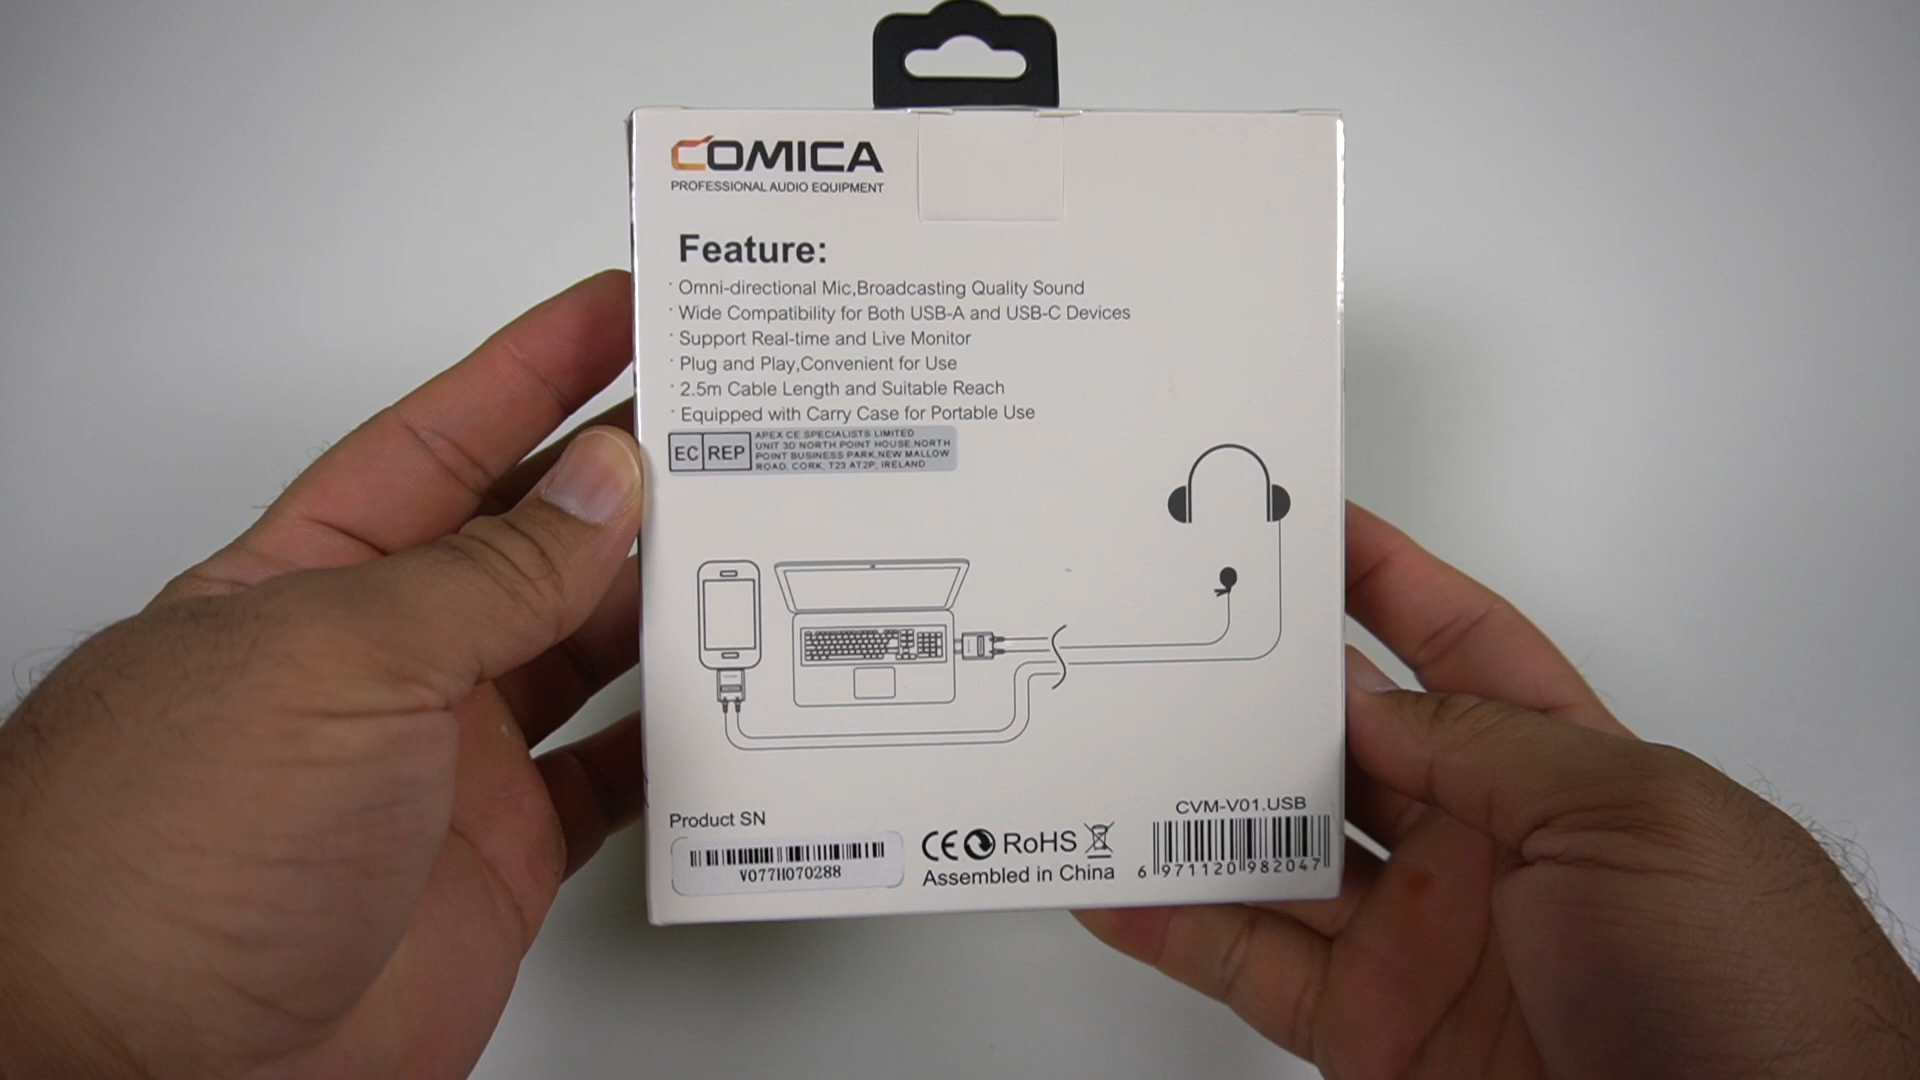 COMICA
PROFESSIONAL AUDIO EQUIPMENT
Feature:
· Omni-directional Mic,Broadcasting Quality Sound
· Wide Compatibility for Both USB-A and USB-C Devices
· Support Real-time and Live Monitor
· Plug and Play,Convenient for Use
· 2.5m Cable Length and Suitable Reach
· Equipped with Carry Case for Portable Use
EC REP
APEX CE SPECIALISTS LIMITED
UNIT 3D NORTH POINT HOUSE,NORTH
POINT BUSINESS PARK,NEW MALLOW
ROAD, CORK, T23 AT2P, IRELAND
Product SN
V077H070288
CE RoHS
Assembled in China
CVM-V01.USB
6 971120 982047